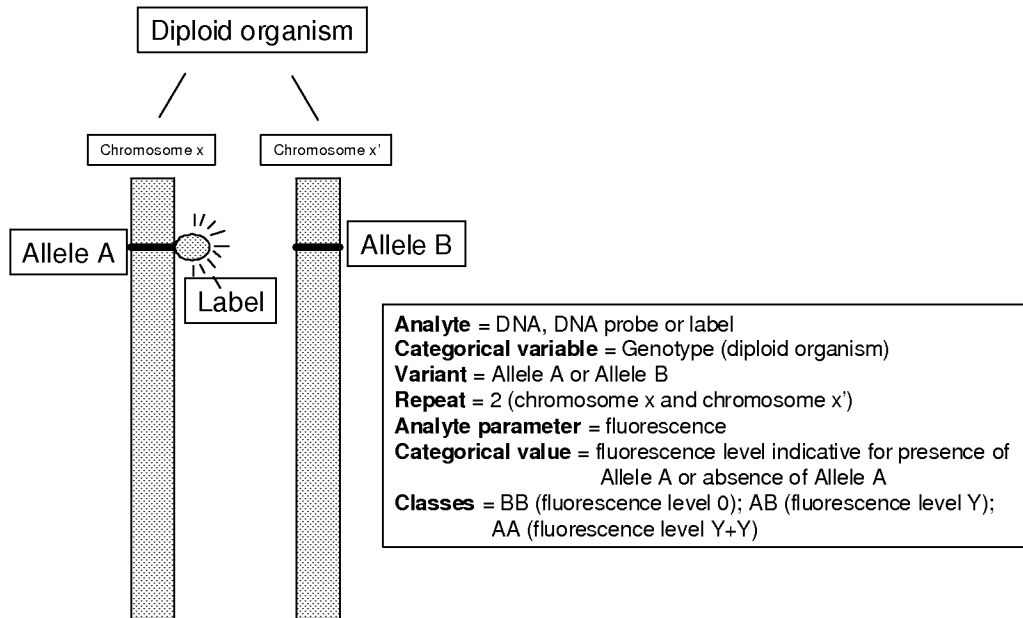 Diploid organism
Chromosome x
Chromosome x'
Allele A
Allele B
Label
Analyte = DNA, DNA probe or label
Categorical variable = Genotype (diploid organism)
Variant = Allele A or Allele B
Repeat = 2 (chromosome x and chromosome x')
Analyte parameter = fluorescence
Categorical value = fluorescence level indicative for presence of
Allele A or absence of Allele A
Classes = BB (fluorescence level 0); AB (fluorescence level Y);
AA (fluorescence level Y+Y)